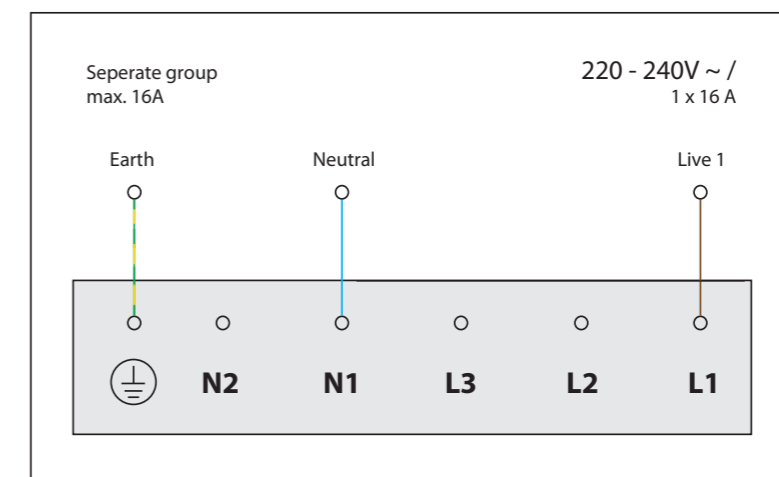 Seperate group
max. 16A
220 - 240V ~ /
1 x 16 A
Earth
Neutral
Live 1
N2
N1
L3
L2
L1